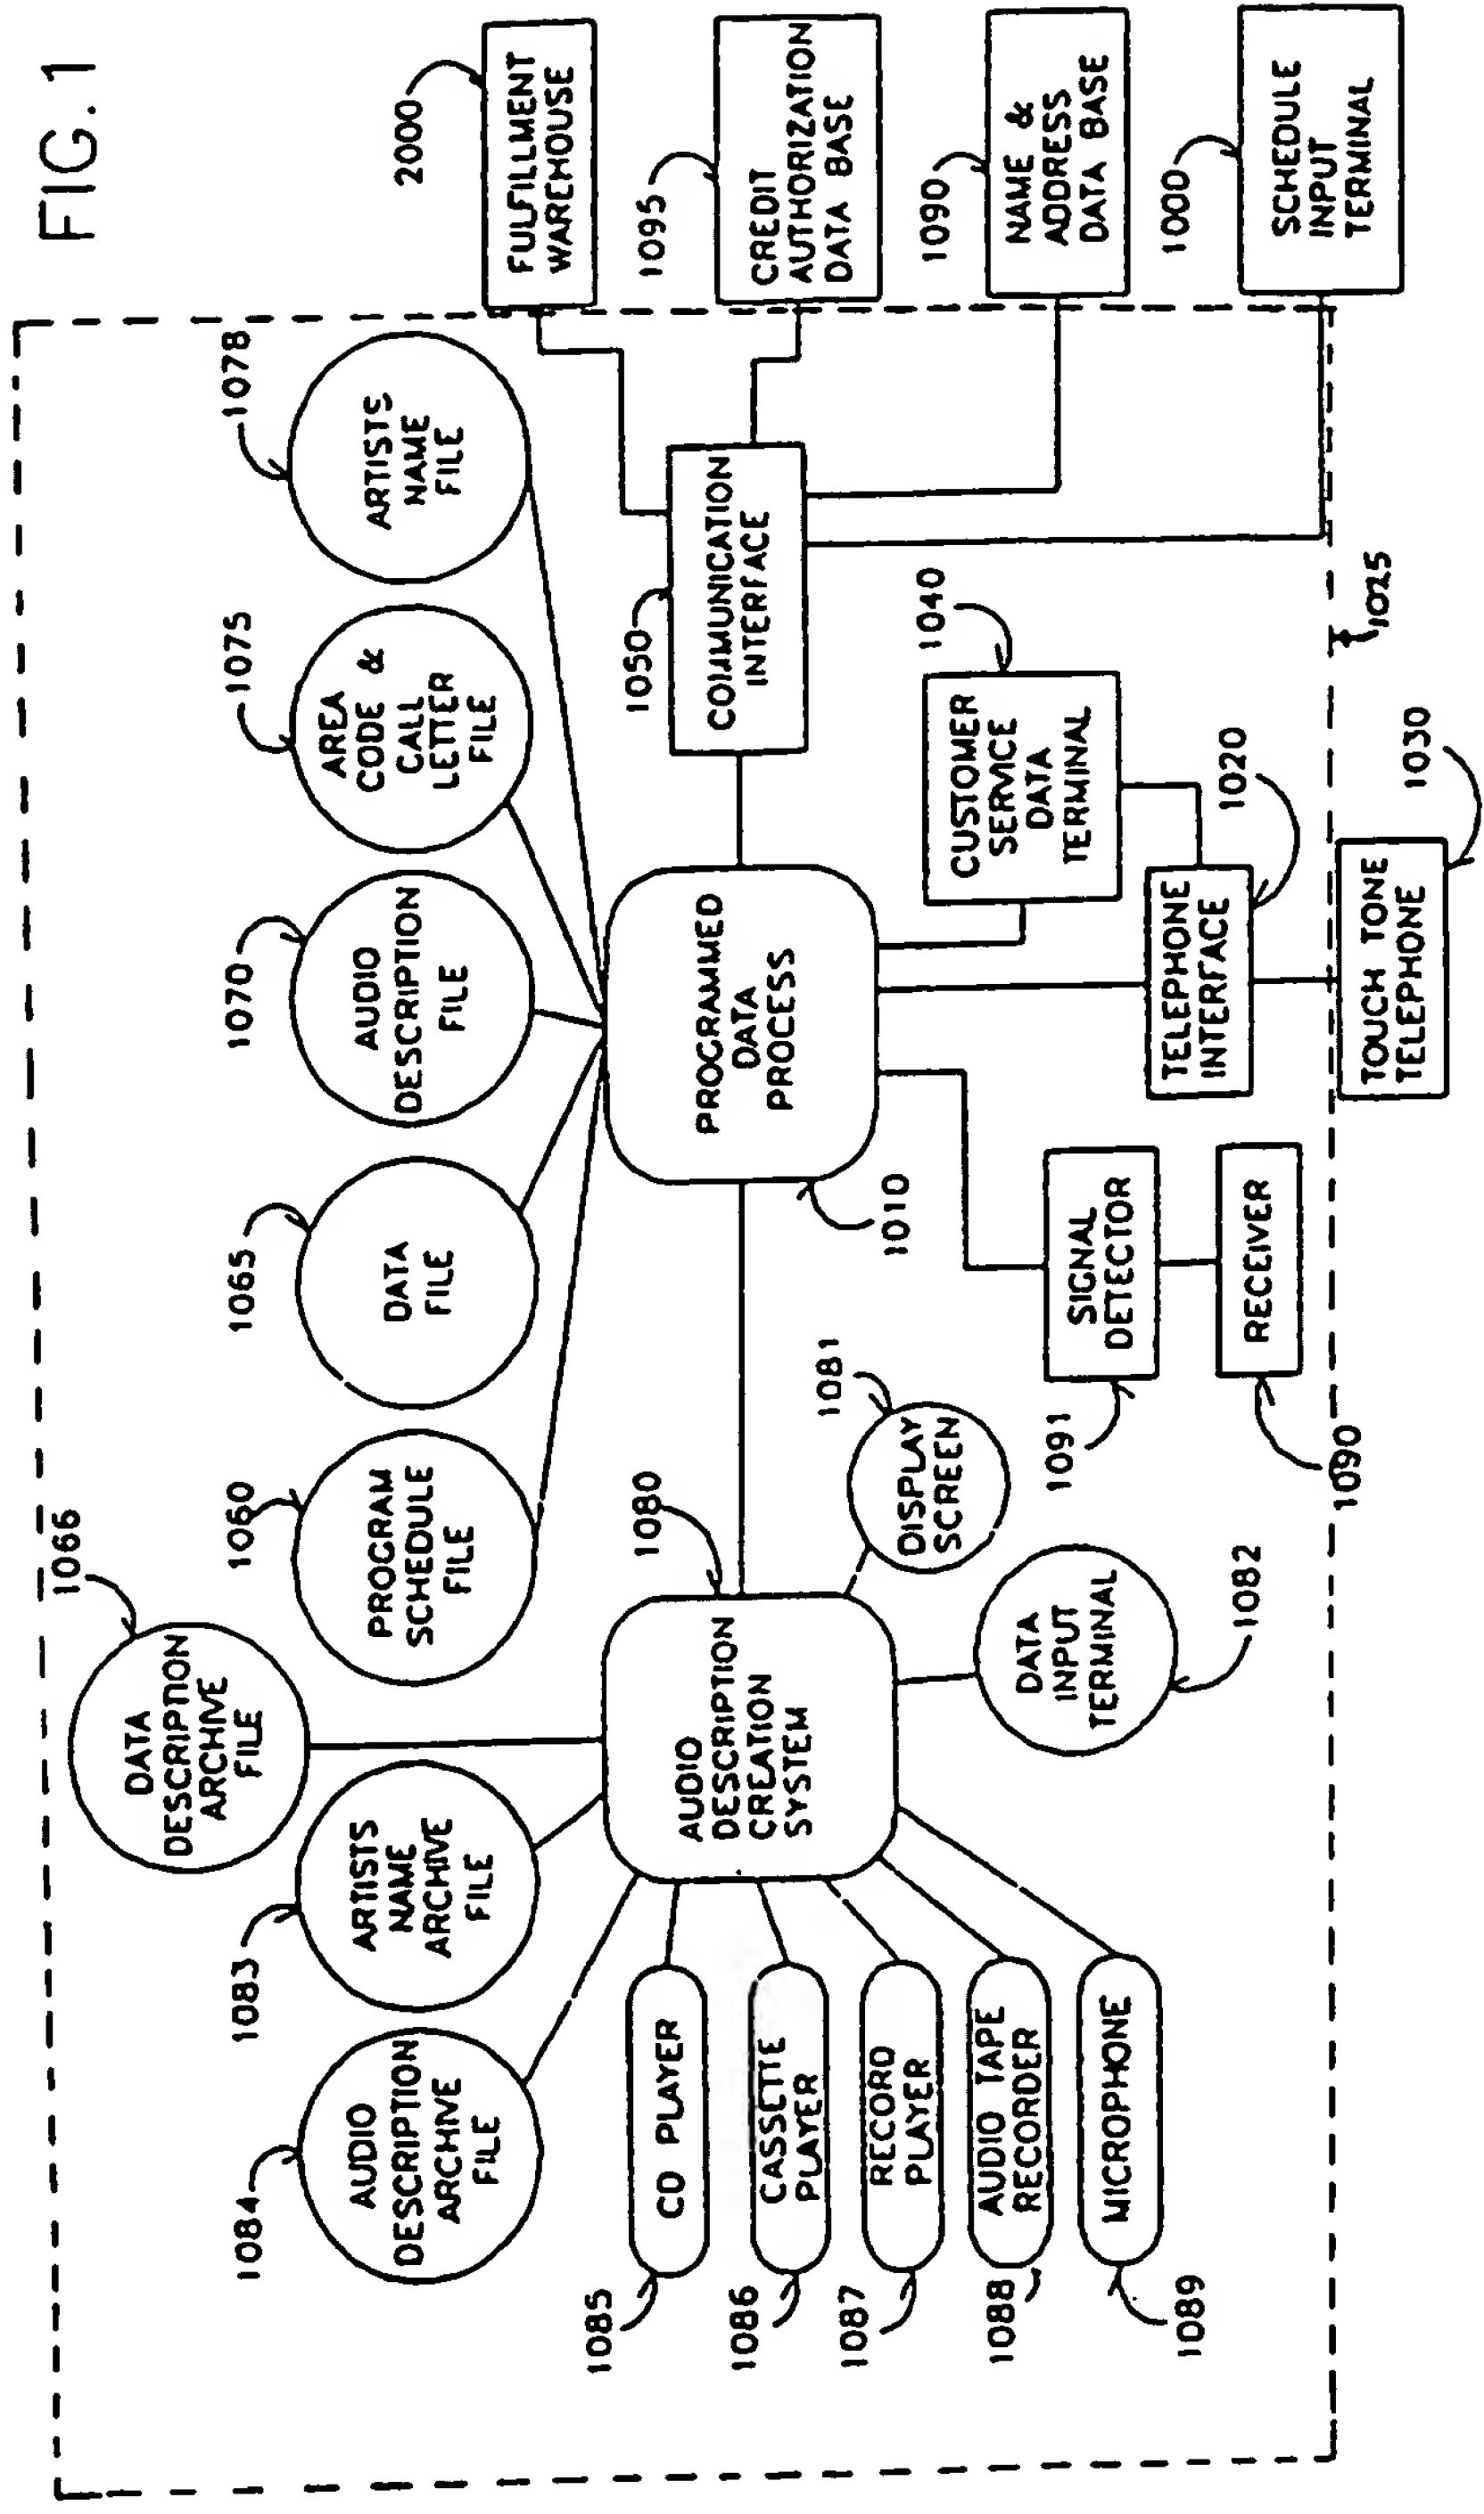 FIG. 1
1066
DATA
DESCRIPTION
ARCHIVE
FILE
1084
AUDIO
DESCRIPTION
ARCHIVE
FILE
1083
ARTISTS
NAME
ARCHIVE
FILE
1060
PROGRAM
SCHEDULE
FILE
1065
DATA
FILE
1070
AUDIO
DESCRIPTION
FILE
1075
AREA
CODE &
CALL
LETTER
FILE
1078
ARTISTS
NAME
FILE
2000
FULFILLMENT
WAREHOUSE
1085
CD PLAYER
1086
CASSETTE
PLAYER
1087
RECORD
PLAYER
1088
AUDIO TAPE
RECORDER
1089
MICROPHONE
1080
AUDIO
DESCRIPTION
CREATION
SYSTEM
1081
DISPLAY
SCREEN
1082
DATA
INPUT
TERMINAL
1010
PROGRAMMED
DATA
PROCESS
1050
COMMUNICATION
INTERFACE
1095
CREDIT
AUTHORIZATION
DATA BASE
1090
NAME &
ADDRESS
DATA BASE
1000
SCHEDULE
INPUT
TERMINAL
1091
SIGNAL
DETECTOR
1090
RECEIVER
1040
CUSTOMER
SERVICE
DATA
TERMINAL
1020
TELEPHONE
INTERFACE
1025
1030
TOUCH TONE
TELEPHONE